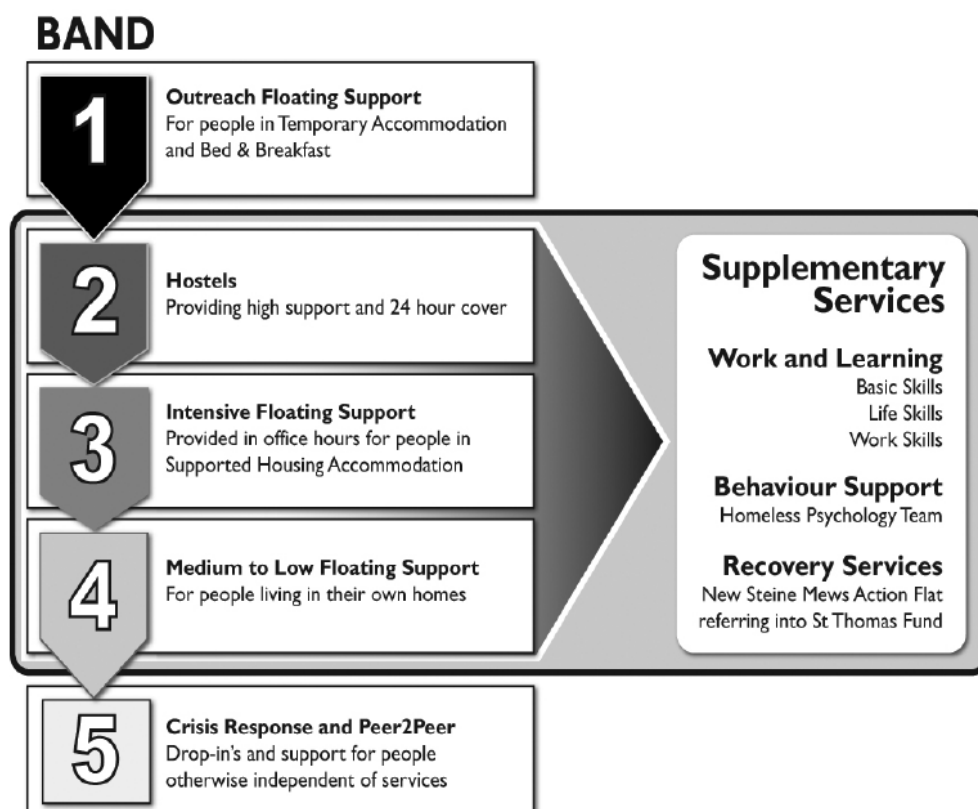 BAND
1
Outreach Floating Support
For people in Temporary Accommodation
and Bed & Breakfast
2
Hostels
Providing high support and 24 hour cover
3
Intensive Floating Support
Provided in office hours for people in
Supported Housing Accommodation
4
Medium to Low Floating Support
For people living in their own homes
5
Crisis Response and Peer2Peer
Drop-in's and support for people
otherwise independent of services
Supplementary
Services
Work and Learning
Basic Skills
Life Skills
Work Skills
Behaviour Support
Homeless Psychology Team
Recovery Services
New Steine Mews Action Flat
referring into St Thomas Fund